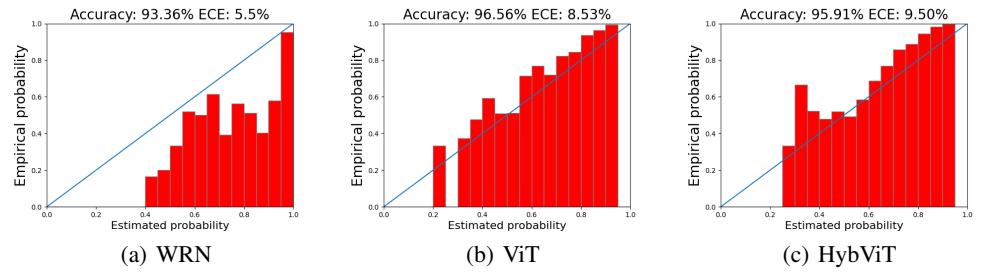 Accuracy: 93.36% ECE: 5.5%
Empirical probability
1.0
0.8
0.6
0.4
0.2
0.0
0.0 0.2 0.4 0.6 0.8 1.0
Estimated probability
(a) WRN
Accuracy: 96.56% ECE: 8.53%
Empirical probability
1.0
0.8
0.6
0.4
0.2
0.0
0.0 0.2 0.4 0.6 0.8 1.0
Estimated probability
(b) ViT
Accuracy: 95.91% ECE: 9.50%
Empirical probability
1.0
0.8
0.6
0.4
0.2
0.0
0.0 0.2 0.4 0.6 0.8 1.0
Estimated probability
(c) HybViT